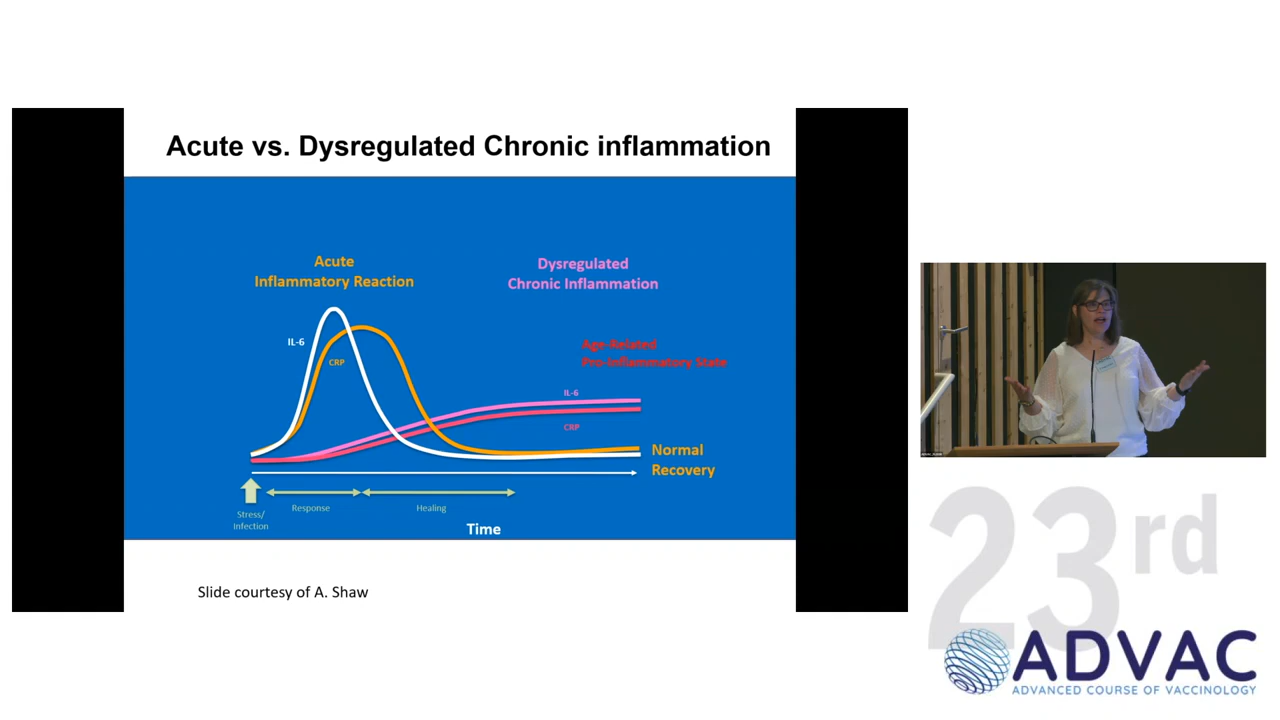 Acute vs. Dysregulated Chronic inflammation
Acute
Inflammatory Reaction
Dysregulated
Chronic Inflammation
IL-6
CRP
Age-Related
Pro-Inflammatory State
IL-6
CRP
Normal
Recovery
Stress/
Infection
Response
Healing
Time
Slide courtesy of A. Shaw
23rd
ADVAC
ADVANCED COURSE OF VACCINOLOGY